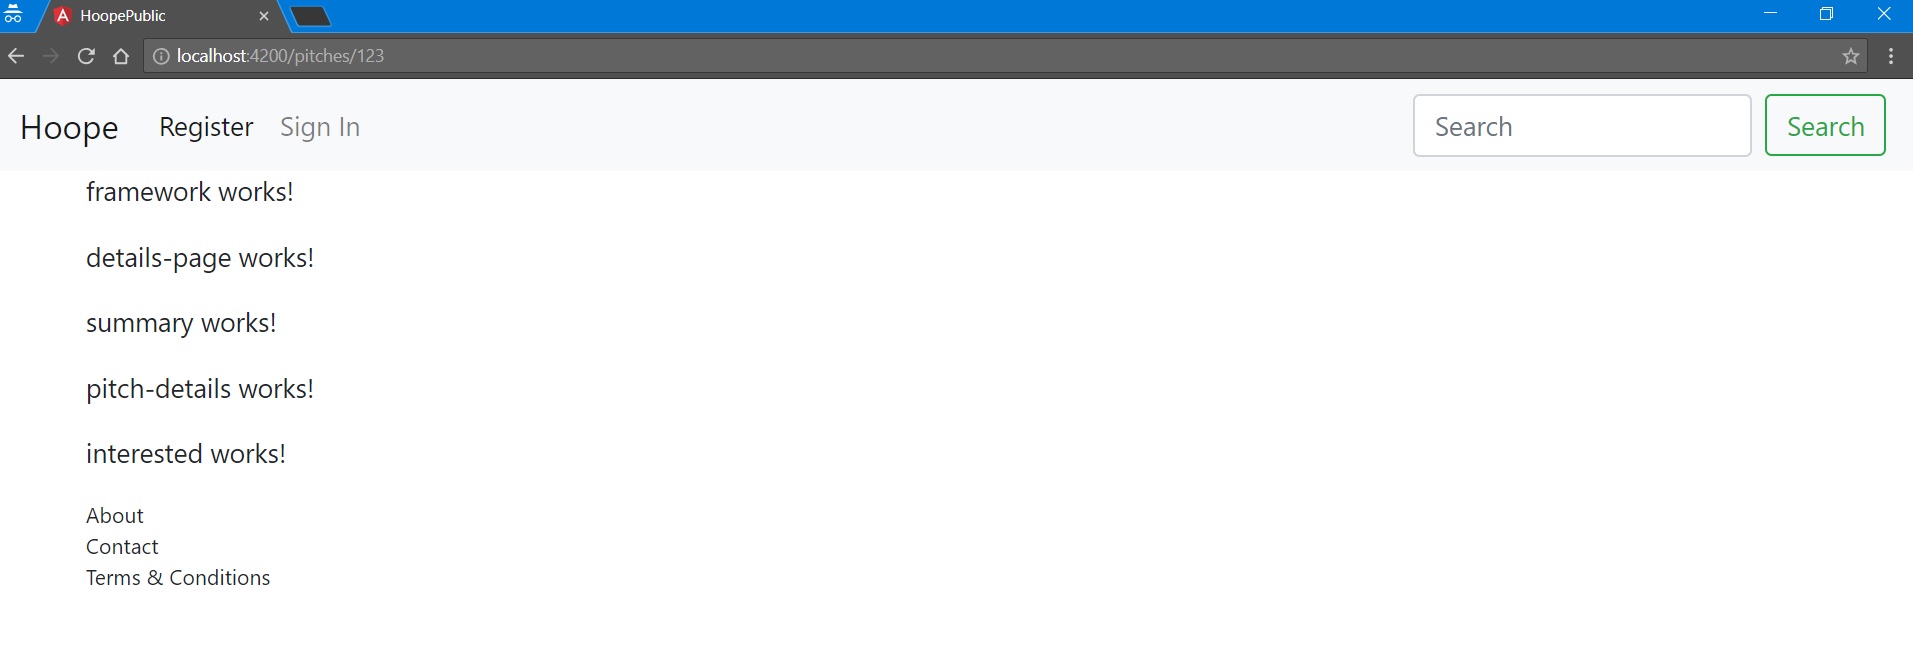 HoopePublic
localhost:4200/pitches/123
Hoope Register Sign In Search Search
framework works!
details-page works!
summary works!
pitch-details works!
interested works!
About
Contact
Terms & Conditions